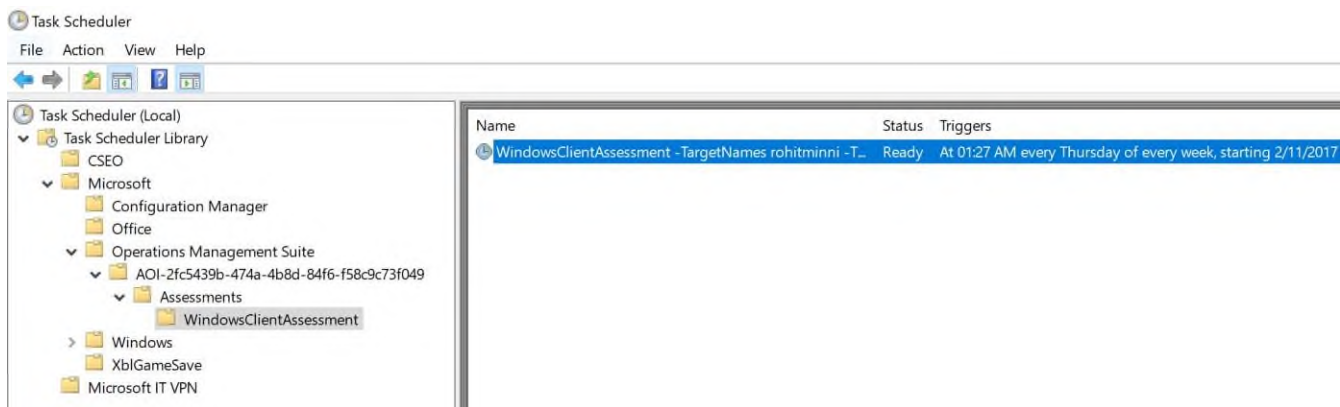 Task Scheduler
File Action View Help
Task Scheduler (Local)
Task Scheduler Library
CSEO
Microsoft
Configuration Manager
Office
Operations Management Suite
AOI-2fc5439b-474a-4b8d-84f6-f58c9c73f049
Assessments
WindowsClientAssessment
Windows
XblGameSave
Microsoft IT VPN
Name Status Triggers
WindowsClientAssessment -TargetNames rohitminni -T... Ready At 01:27 AM every Thursday of every week, starting 2/11/2017